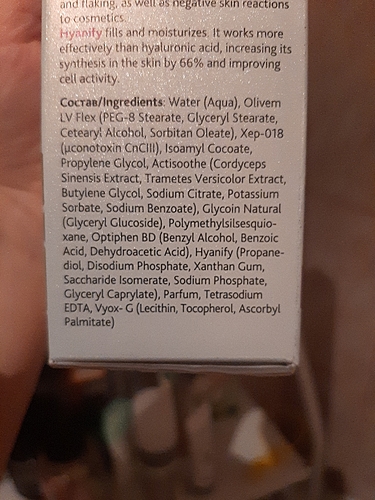 and flaking, as well as negative skin reactions
to cosmetics.
Hyanify fills and moisturizes. It works more
effectively than hyaluronic acid, increasing its
synthesis in the skin by 66% and improving
cell activity.
Состав/Ingredients: Water (Aqua), Olivem
LV Flex (PEG-8 Stearate, Glyceryl Stearate,
Cetearyl Alcohol, Sorbitan Oleate), Xep-018
(μconotoxin CnCIII), Isoamyl Cocoate,
Propylene Glycol, Actisoothe (Cordyceps
Sinensis Extract, Trametes Versicolor Extract,
Butylene Glycol, Sodium Citrate, Potassium
Sorbate, Sodium Benzoate), Glycoin Natural
(Glyceryl Glucoside), Polymethylsilsesquio-
xane, Optiphen BD (Benzyl Alcohol, Benzoic
Acid, Dehydroacetic Acid), Hyanify (Propane-
diol, Disodium Phosphate, Xanthan Gum,
Saccharide Isomerate, Sodium Phosphate,
Glyceryl Caprylate), Parfum, Tetrasodium
EDTA, Vyox- G (Lecithin, Tocopherol, Ascorbyl
Palmitate)